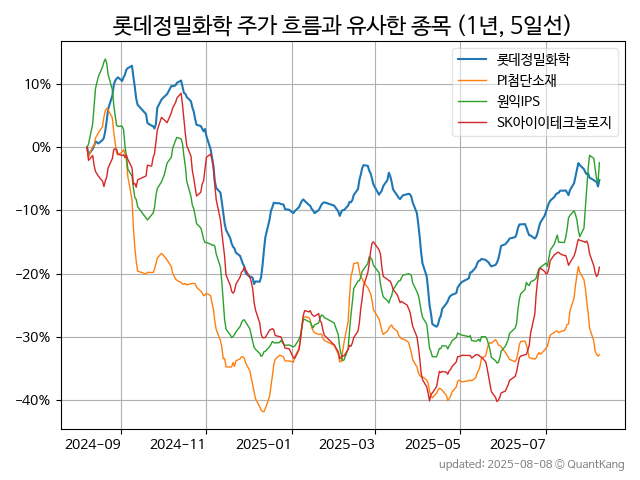 롯데정밀화학 주가 흐름과 유사한 종목 (1년, 5일선)
롯데정밀화학
PI첨단소재
원익IPS
SK아이이테크놀로지
10%
0%
−10%
−20%
−30%
−40%
2024-09 2024-11 2025-01 2025-03 2025-05 2025-07
updated: 2025-08-08 © QuantKang